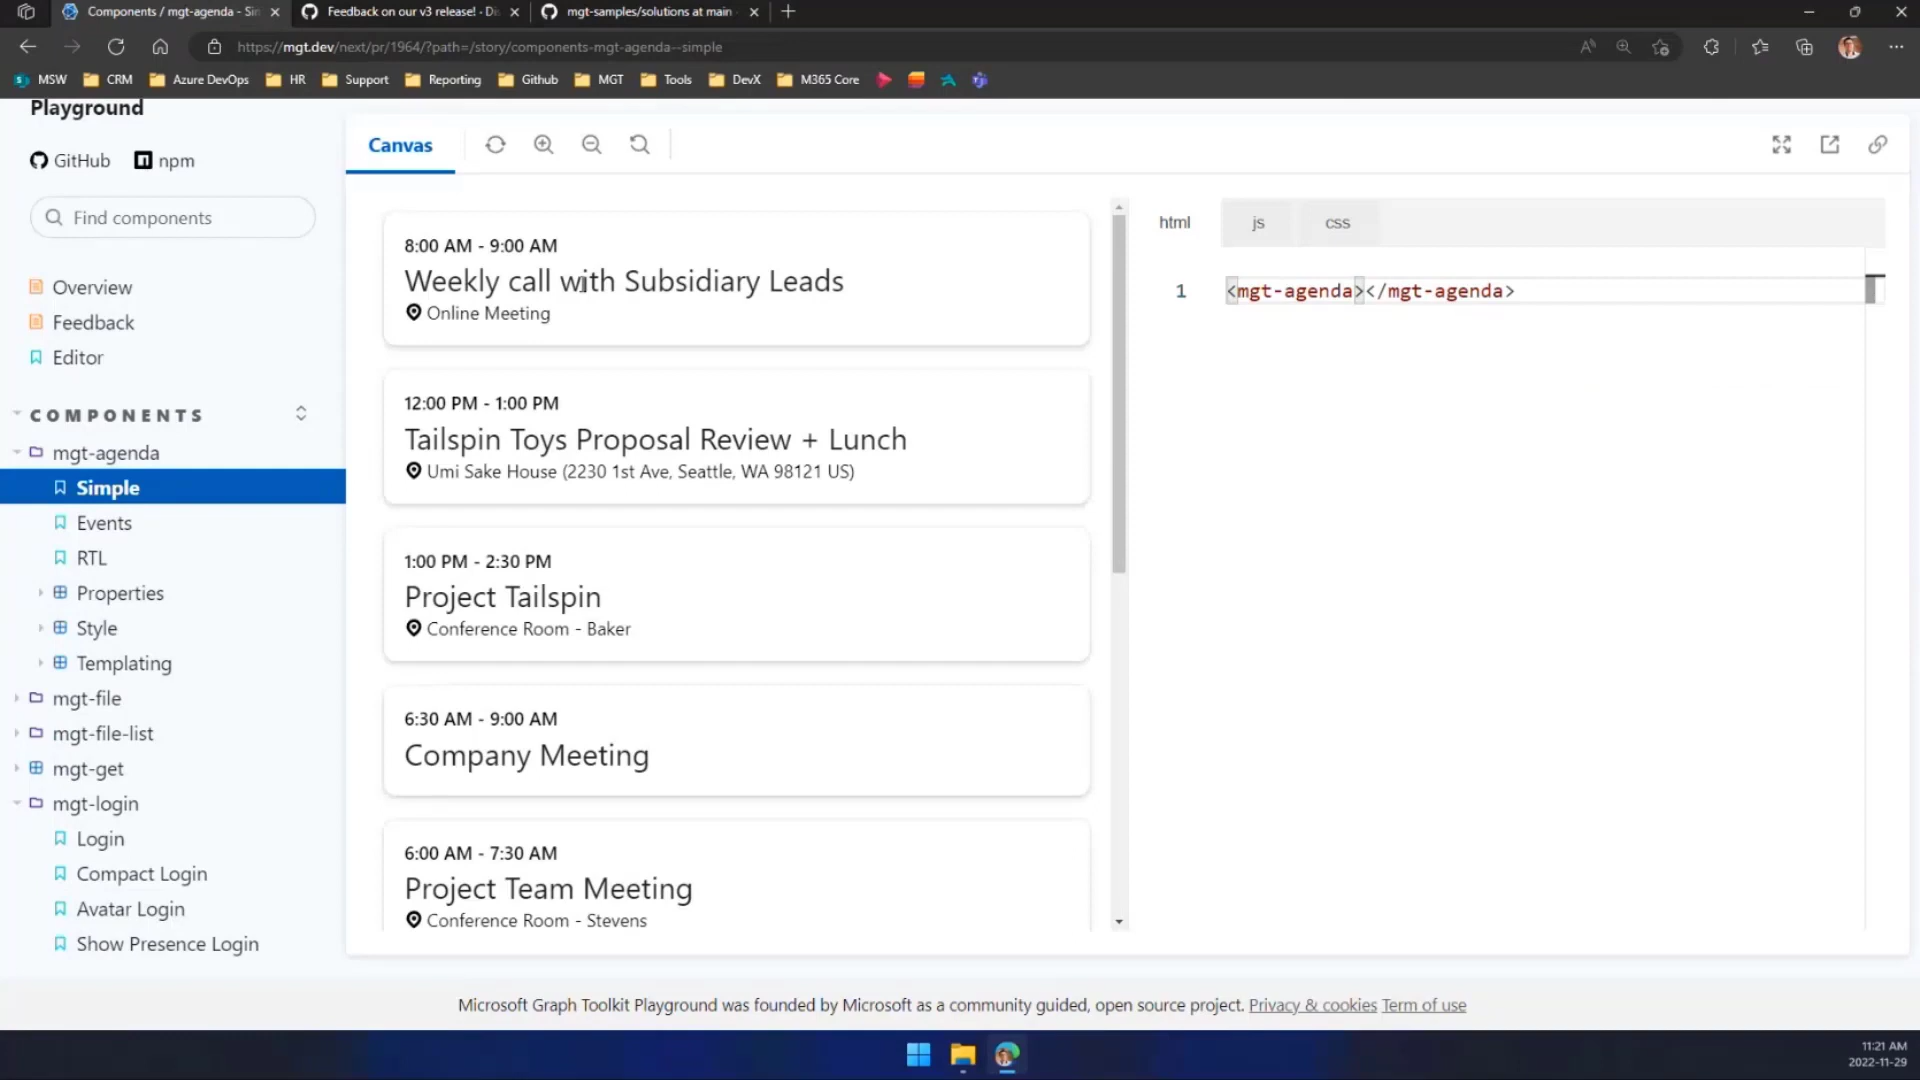 Components / mgt-agenda - Sin
Feedback on our v3 release! · Dis
mgt-samples/solutions at main
https://mgt.dev/next/pr/1964/?path=/story/components-mgt-agenda--simple
MSW
CRM
Azure DevOps
HR
Support
Reporting
Github
MGT
Tools
DevX
M365 Core
Playground
GitHub
npm
Find components
Overview
Feedback
Editor
COMPONENTS
mgt-agenda
Simple
Events
RTL
Properties
Style
Templating
mgt-file
mgt-file-list
mgt-get
mgt-login
Login
Compact Login
Avatar Login
Show Presence Login
Canvas
8:00 AM - 9:00 AM
Weekly call with Subsidiary Leads
Online Meeting
12:00 PM - 1:00 PM
Tailspin Toys Proposal Review + Lunch
Umi Sake House (2230 1st Ave, Seattle, WA 98121 US)
1:00 PM - 2:30 PM
Project Tailspin
Conference Room - Baker
6:30 AM - 9:00 AM
Company Meeting
6:00 AM - 7:30 AM
Project Team Meeting
Conference Room - Stevens
html
js
css
1
<mgt-agenda></mgt-agenda>
Microsoft Graph Toolkit Playground was founded by Microsoft as a community guided, open source project. Privacy & cookies Term of use
11:21 AM
2022-11-29